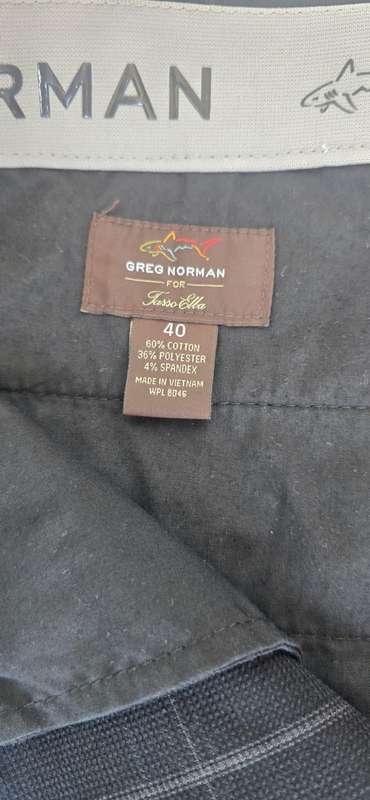 RMAN
GREG NORMAN
FOR
Tasso Elba
40
60% COTTON
36% POLYESTER
4% SPANDEX
MADE IN VIETNAM
WPL 8046